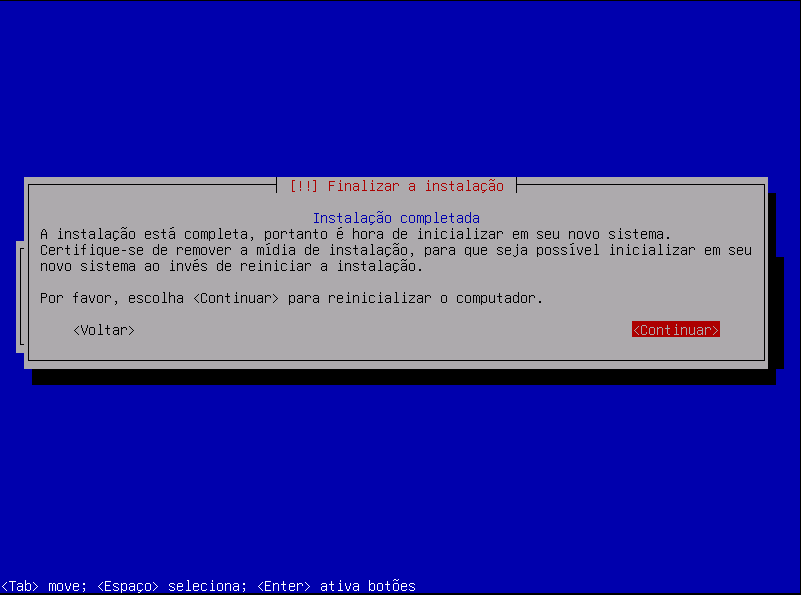 [!!] Finalizar a instalação
Instalação completada
A instalação está completa, portanto é hora de inicializar em seu novo sistema.
Certifique-se de remover a mídia de instalação, para que seja possível inicializar em seu
novo sistema ao invés de reiniciar a instalação.
Por favor, escolha <Continuar> para reinicializar o computador.
<Voltar> <Continuar>
<Tab> move; <Espaço> seleciona; <Enter> ativa botões